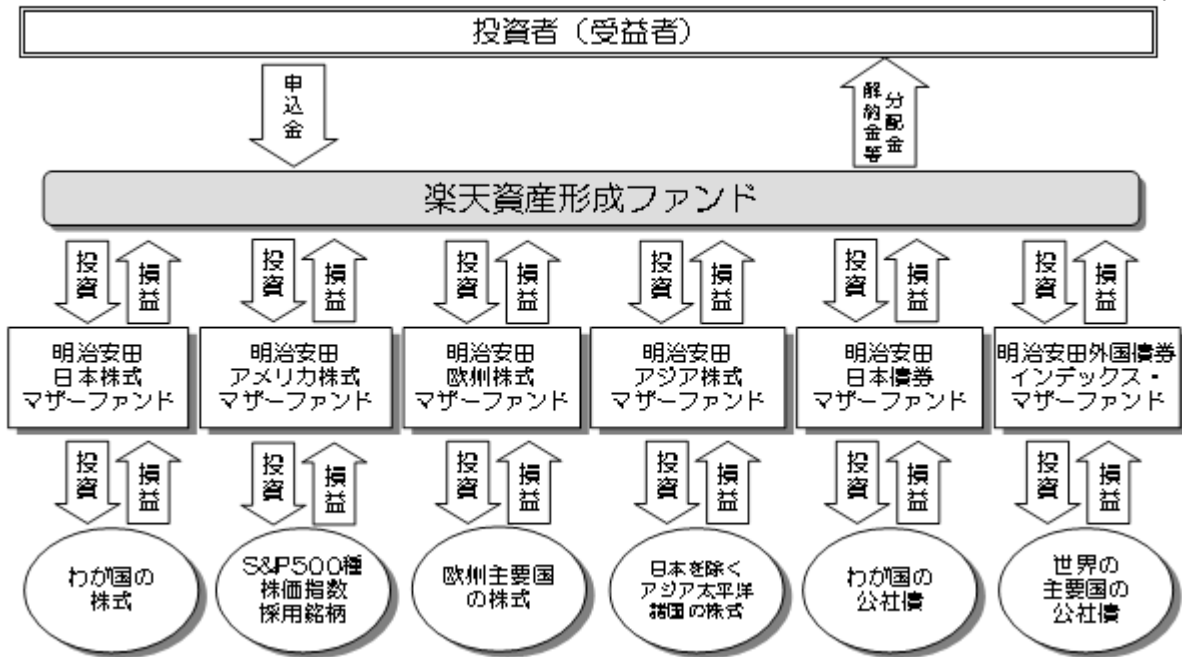 投資者（受益者）
申込金
分配金
解約金等
楽天資産形成ファンド
投資
損益
投資
損益
投資
損益
投資
損益
投資
損益
投資
損益
明治安田
日本株式
マザーファンド
明治安田
アメリカ株式
マザーファンド
明治安田
欧州株式
マザーファンド
明治安田
アジア株式
マザーファンド
明治安田
日本債券
マザーファンド
明治安田外国債券
インデックス・
マザーファンド
投資
損益
投資
損益
投資
損益
投資
損益
投資
損益
投資
損益
わが国の
株式
S&P500種
株価指数
採用銘柄
欧州主要国
の株式
日本を除く
アジア太平洋
諸国の株式
わが国の
公社債
世界の
主要国の
公社債